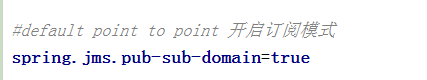 #default point to point 开启订阅模式
spring.jms.pub-sub-domain=true